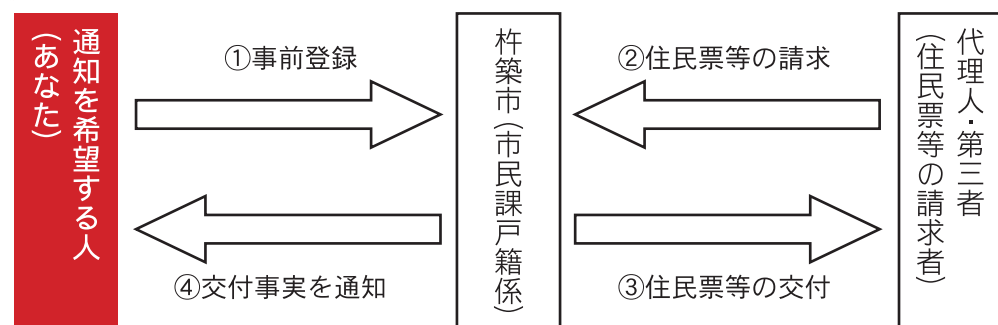 通知を希望する人
（あなた）
①事前登録
④交付事実を通知
杵築市（市民課戸籍係）
②住民票等の請求
③住民票等の交付
代理人・第三者
（住民票等の請求者）